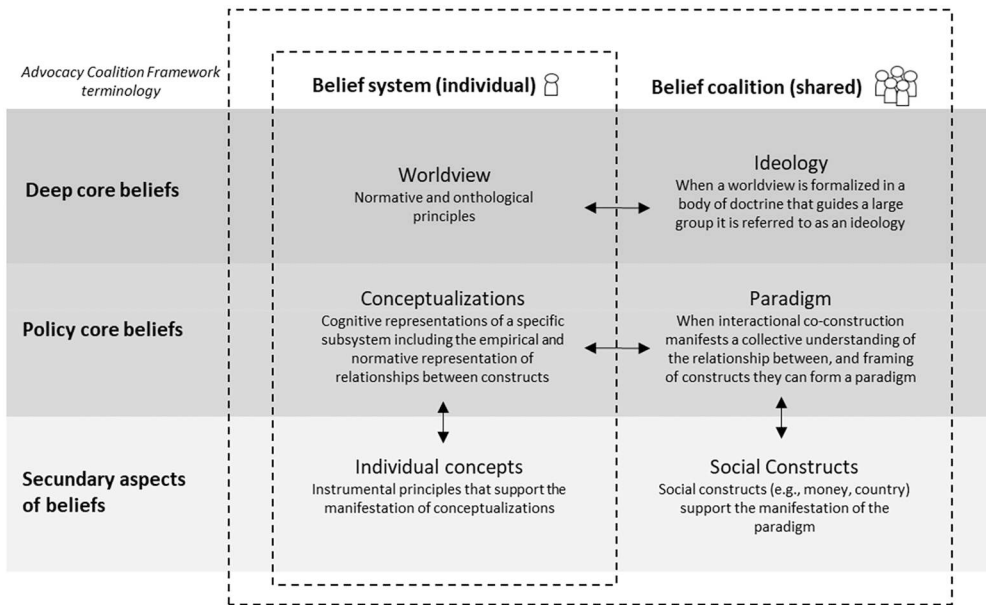 Advocacy Coalition Framework
terminology
Belief system (individual)
Belief coalition (shared)
Deep core beliefs
Worldview
Normative and onthological
principles
Ideology
When a worldview is formalized in a
body of doctrine that guides a large
group it is referred to as an ideology
Policy core beliefs
Conceptualizations
Cognitive representations of a specific
subsystem including the empirical and
normative representation of
relationships between constructs
Paradigm
When interactional co-construction
manifests a collective understanding of
the relationship between, and framing
of constructs they can form a paradigm
Secundary aspects
of beliefs
Individual concepts
Instrumental principles that support the
manifestation of conceptualizations
Social Constructs
Social constructs (e.g., money, country)
support the manifestation of the
paradigm